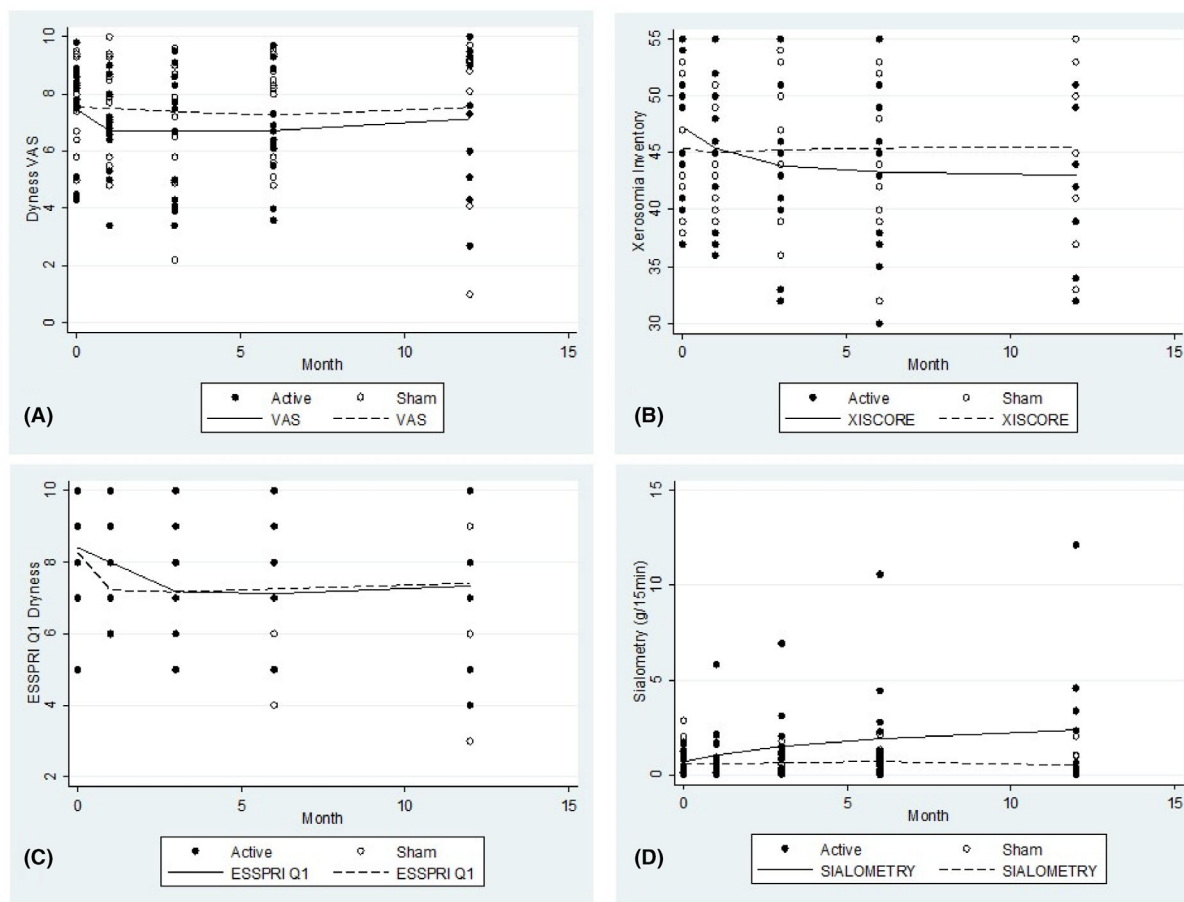 10
8
6
4
2
0
Dyness VAS
0 5 10 15
Month
Active Sham
VAS VAS
(A)
55
50
45
40
35
30
Xerosomia Inventory
0 5 10 15
Month
Active Sham
XISCORE XISCORE
(B)
10
8
6
4
2
ESSPRI Q1 Dryness
0 5 10 15
Month
Active Sham
ESSPRI Q1 ESSPRI Q1
(C)
15
10
5
0
Sialometry (g/15min)
0 5 10 15
Month
Active Sham
SIALOMETRY SIALOMETRY
(D)